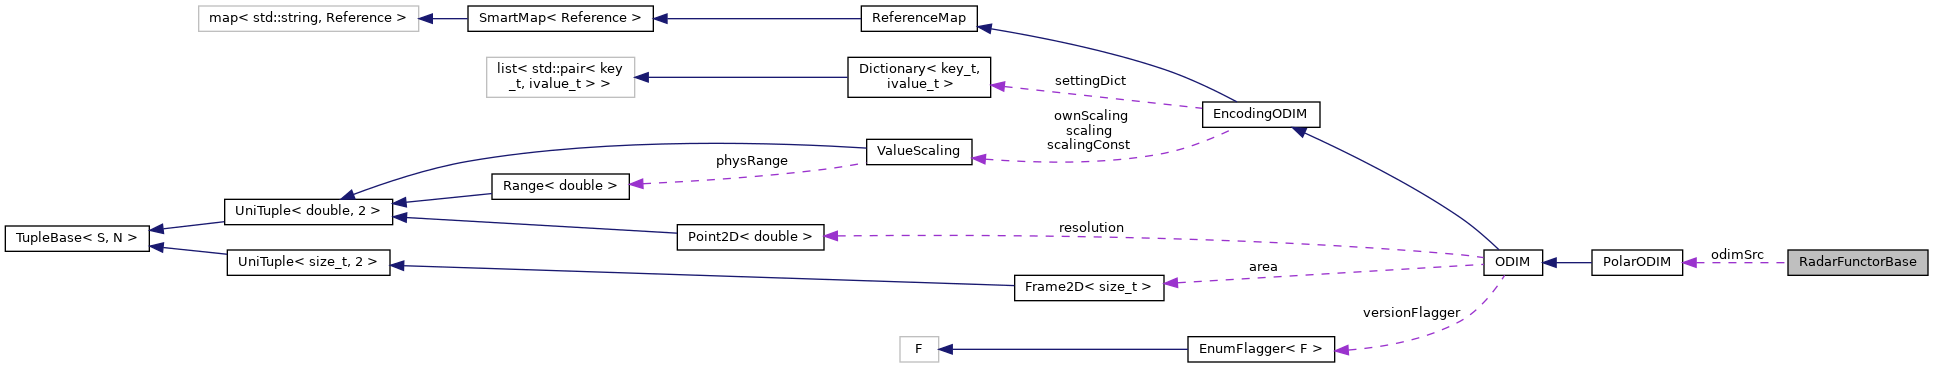 map< std::string, Reference >
SmartMap< Reference >
ReferenceMap
list< std::pair< key
_t, ivalue_t > >
Dictionary< key_t,
ivalue_t >
settingDict
EncodingODIM
ownScaling
scaling
scalingConst
ValueScaling
physRange
Range< double >
UniTuple< double, 2 >
TupleBase< S, N >
Point2D< double >
resolution
UniTuple< size_t, 2 >
ODIM
PolarODIM
odimSrc
RadarFunctorBase
area
Frame2D< size_t >
versionFlagger
F
EnumFlagger< F >